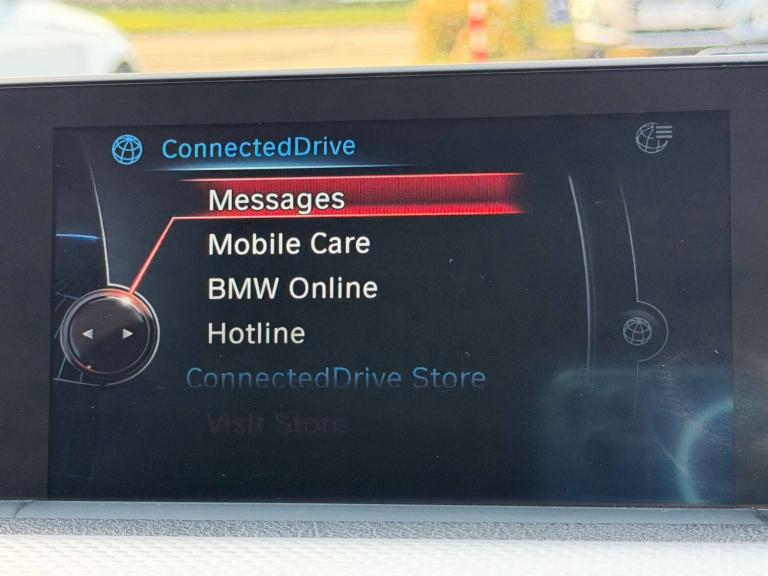 ConnectedDrive
Messages
Mobile Care
BMW Online
Hotline
ConnectedDrive Store
Visit Store